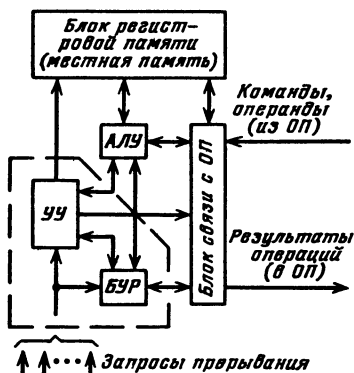 Блок регист-
ровой памяти
(местная память)
Команды,
операнды
(из ОП)
АЛУ
УУ
Блок связи с ОП
Результаты
операций
(в ОП)
БУР
Запросы прерывания